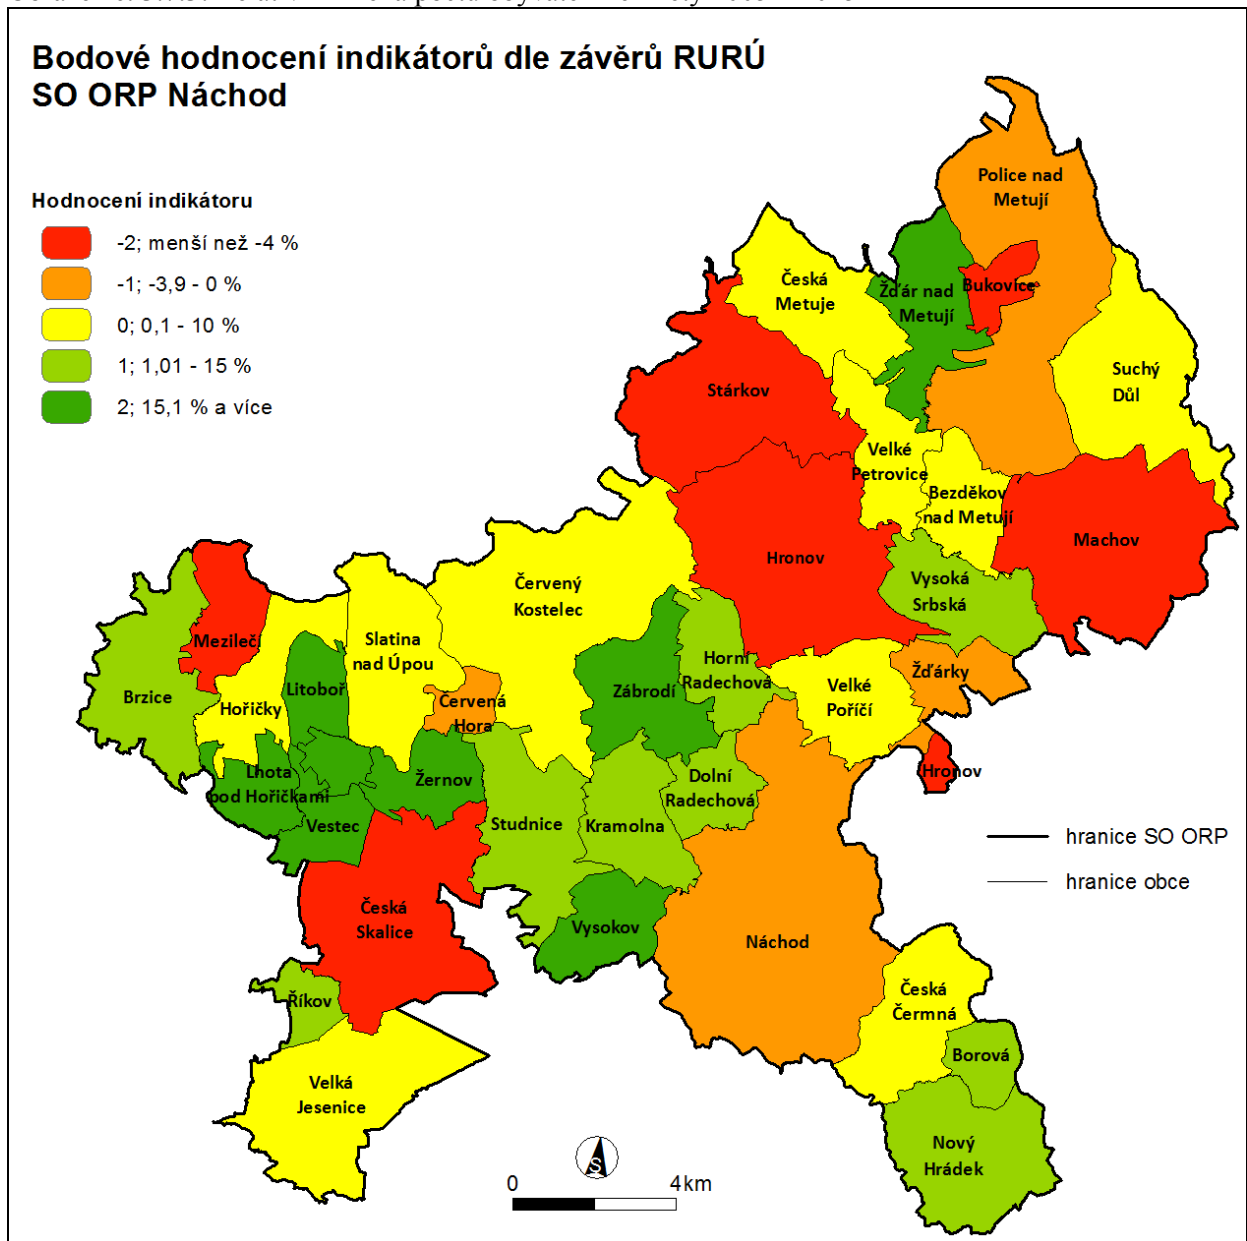 Bodové hodnocení indikátorů dle závěrů RURÚ
SO ORP Náchod
Hodnocení indikátoru
-2; menší než -4 %
-1; -3,9 - 0 %
0; 0,1 - 10 %
1; 1,01 - 15 %
2; 15,1 % a více
Police nad
Metují
Česká
Metuje
Žďár nad
Metují
Bukovice
Suchý
Důl
Stárkov
Velké
Petrovice
Bezděkov
nad Metují
Machov
Hronov
Vysoká
Srbská
Červený
Kostelec
Mezilečí
Slatina
nad Úpou
Brzice
Litoboř
Hořičky
Červená
Hora
Zábrodí
Horní
Radechová
Velké
Poříčí
Žďárky
Hronov
Lhota
pod Hořičkami
Žernov
Vestec
Studnice
Kramolna
Dolní
Radechová
hranice SO ORP
hranice obce
Česká
Skalice
Vysokov
Náchod
Říkov
Česká
Čermná
Borová
Velká
Jesenice
Nový
Hrádek
S
0 4km